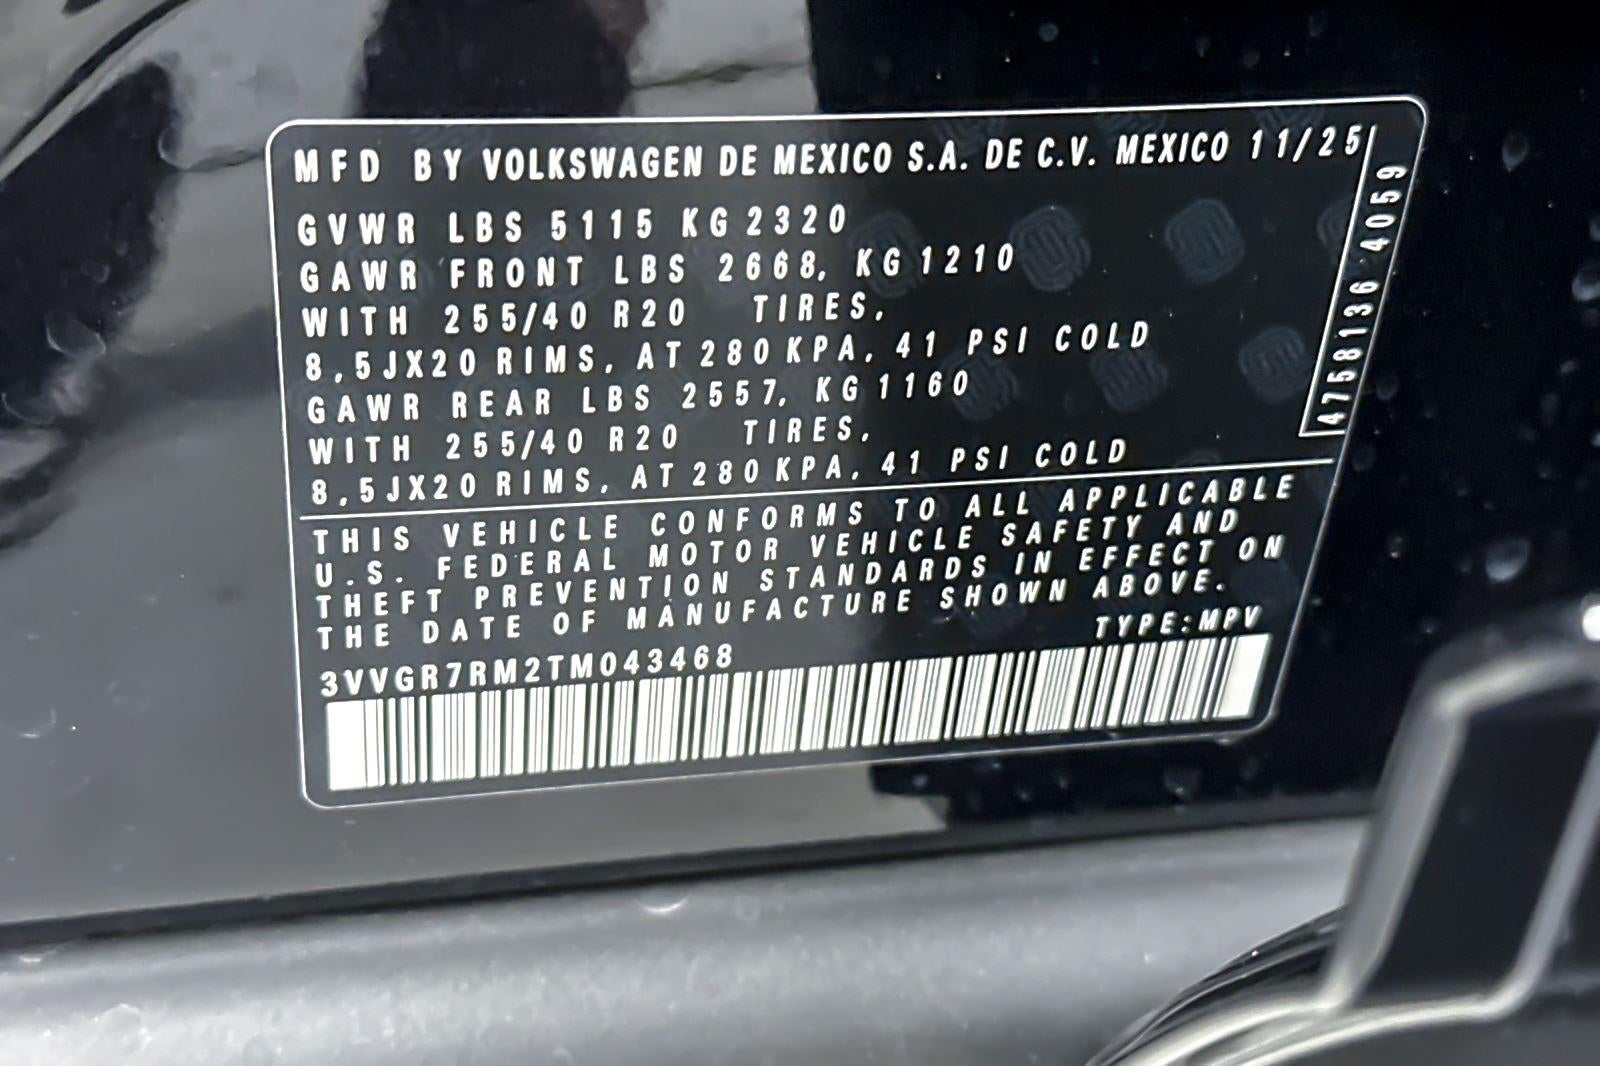 MFD BY VOLKSWAGEN DE MEXICO S.A. DE C.V. MEXICO 11/25
GVWR LBS 5115 KG 2320
GAWR FRONT LBS 2668, KG 1210
WITH 255/40 R20 TIRES,
8,5JX20 RIMS, AT 280 KPA, 41 PSI COLD
GAWR REAR LBS 2557, KG 1160
WITH 255/40 R20 TIRES,
8,5JX20 RIMS, AT 280 KPA, 41 PSI COLD
4758136 4059
THIS VEHICLE CONFORMS TO ALL APPLICABLE
U.S. FEDERAL MOTOR VEHICLE SAFETY AND
THEFT PREVENTION STANDARDS IN EFFECT ON
THE DATE OF MANUFACTURE SHOWN ABOVE.
TYPE:MPV
3VVGR7RM2TM043468